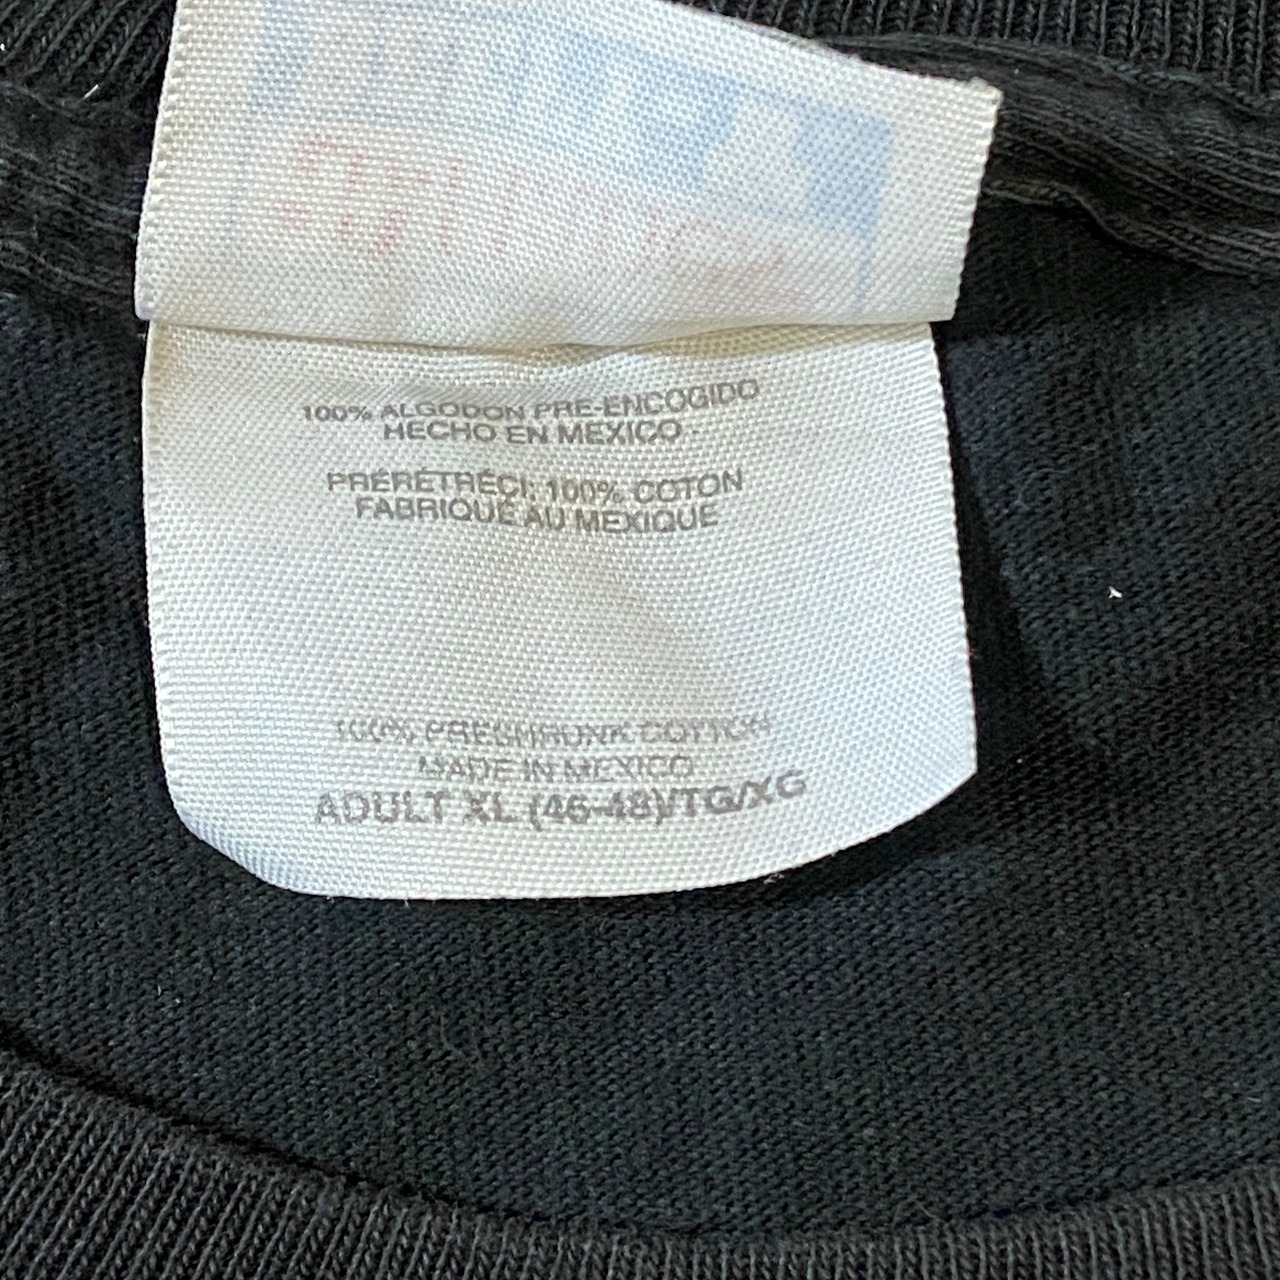 100% ALGODON PRE-ENCOGIDO
HECHO EN MEXICO
PRÉRÉTRÉCI: 100% COTON
FABRIQUÉ AU MEXIQUE
100% PRESHRUNK COTTON
MADE IN MEXICO
ADULT XL (46-48)/TG/XG